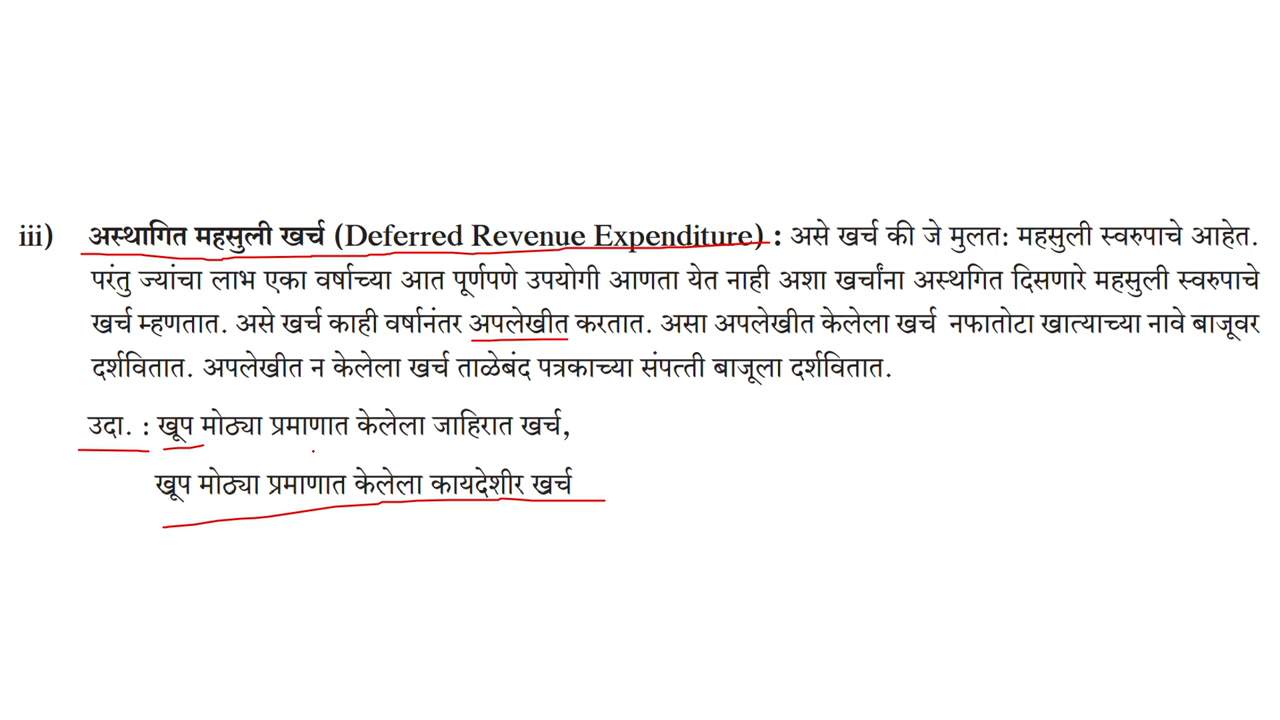 iii) अस्थागित महसुली खर्च (Deferred Revenue Expenditure) : असे खर्च की जे मुलत: महसुली स्वरुपाचे आहेत.
परंतु ज्यांचा लाभ एका वर्षाच्या आत पूर्णपणे उपयोगी आणता येत नाही अशा खर्चांना अस्थगित दिसणारे महसुली स्वरुपाचे
खर्च म्हणतात. असे खर्च काही वर्षानंतर अपलेखीत करतात. असा अपलेखीत केलेला खर्च नफातोटा खात्याच्या नावे बाजूवर
दर्शवितात. अपलेखीत न केलेला खर्च ताळेबंद पत्रकाच्या संपत्ती बाजूला दर्शवितात.
उदा. : खूप मोठ्या प्रमाणात केलेला जाहिरात खर्च,
खूप मोठ्या प्रमाणात केलेला कायदेशीर खर्च